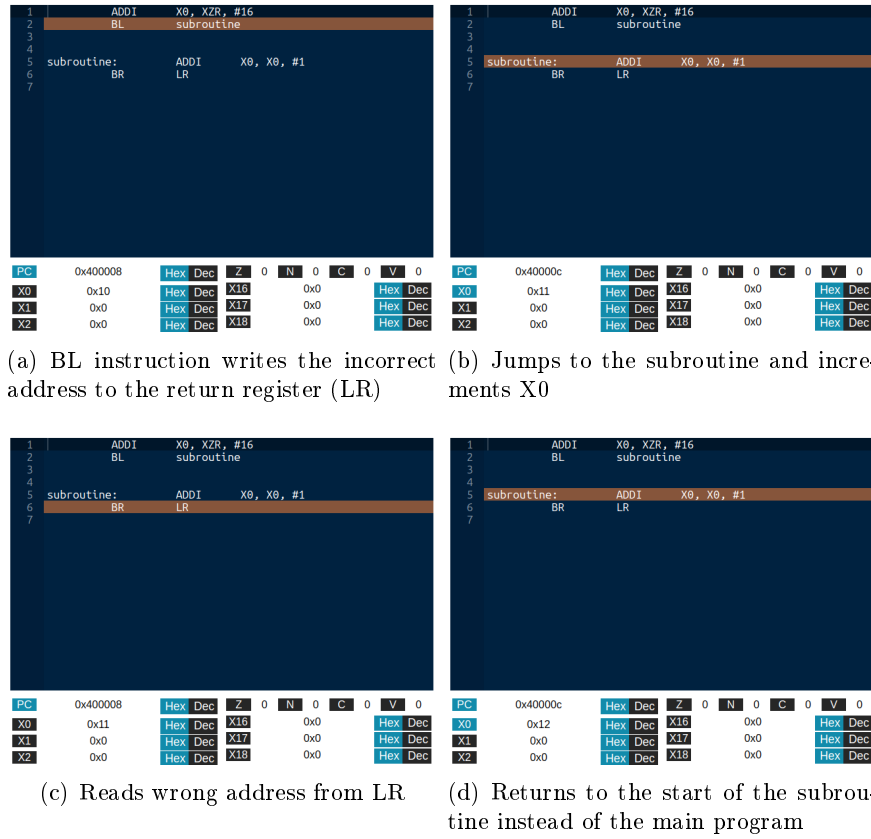 1 ADDI X0, XZR, #16
2 BL subroutine
3
4
5 subroutine: ADDI X0, X0, #1
6 BR LR
7
PC 0x400008 Hex Dec Z 0 N 0 C 0 V 0
X0 0x10 Hex Dec X16 0x0 Hex Dec
X1 0x0 Hex Dec X17 0x0 Hex Dec
X2 0x0 Hex Dec X18 0x0 Hex Dec
(a) BL instruction writes the incorrect
address to the return register (LR)
1 ADDI X0, XZR, #16
2 BL subroutine
3
4
5 subroutine: ADDI X0, X0, #1
6 BR LR
7
PC 0x40000c Hex Dec Z 0 N 0 C 0 V 0
X0 0x11 Hex Dec X16 0x0 Hex Dec
X1 0x0 Hex Dec X17 0x0 Hex Dec
X2 0x0 Hex Dec X18 0x0 Hex Dec
(b) Jumps to the subroutine and incre-
ments X0
1 ADDI X0, XZR, #16
2 BL subroutine
3
4
5 subroutine: ADDI X0, X0, #1
6 BR LR
7
PC 0x400008 Hex Dec Z 0 N 0 C 0 V 0
X0 0x11 Hex Dec X16 0x0 Hex Dec
X1 0x0 Hex Dec X17 0x0 Hex Dec
X2 0x0 Hex Dec X18 0x0 Hex Dec
(c) Reads wrong address from LR
1 ADDI X0, XZR, #16
2 BL subroutine
3
4
5 subroutine: ADDI X0, X0, #1
6 BR LR
7
PC 0x40000c Hex Dec Z 0 N 0 C 0 V 0
X0 0x12 Hex Dec X16 0x0 Hex Dec
X1 0x0 Hex Dec X17 0x0 Hex Dec
X2 0x0 Hex Dec X18 0x0 Hex Dec
(d) Returns to the start of the subrou-
tine instead of the main program